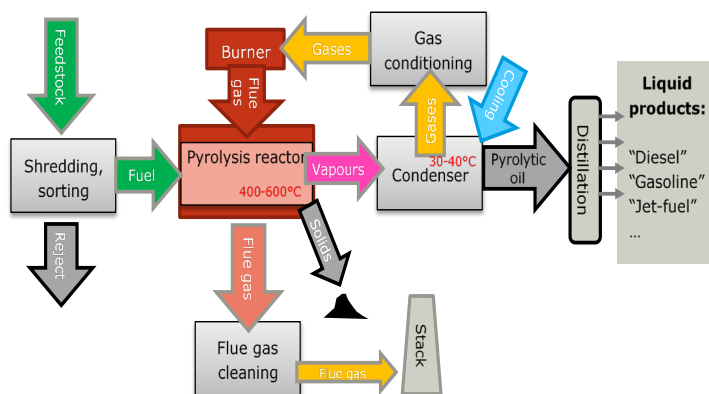 Feedstock
Burner
Gases
Gas
conditioning
Flue
gas
Cooling
Gases
Liquid
products:
Shredding,
sorting
Fuel
Pyrolysis reactor
400-600°C
Vapours
30-40°C
Condenser
Pyrolytic
oil
Distillation
“Diesel”
“Gasoline”
“Jet-fuel”
...
Reject
Flue gas
Solids
Flue gas
cleaning
Flue gas
Stack